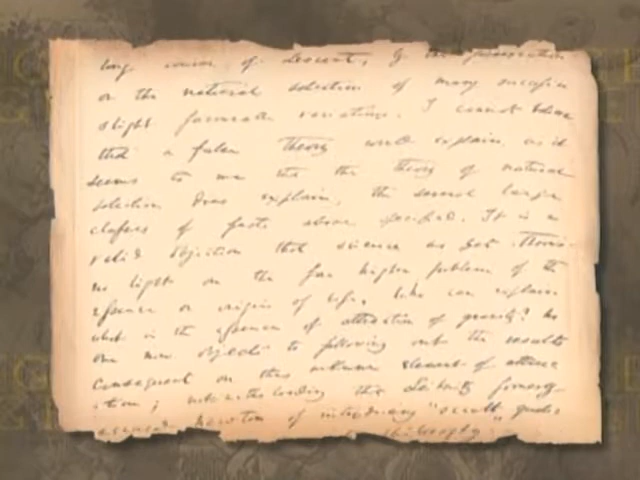 long course of descent, by the preservation
or the natural selection of many successive
slight favourable variations. I cannot believe
that a false theory would explain, as it
seems to me that the theory of natural
selection does explain, the several large
classes of facts above specified. It is no
valid objection that science as yet throws
no light on the far higher problem of the
essence or origin of life. Who can explain
what is the essence of attraction of gravity? No
one now objects to following out the results
consequent on this unknown element of attrac
tion; notwithstanding that Leibnitz formerly
accused Newton of introducing "occult qualit
philosophy"